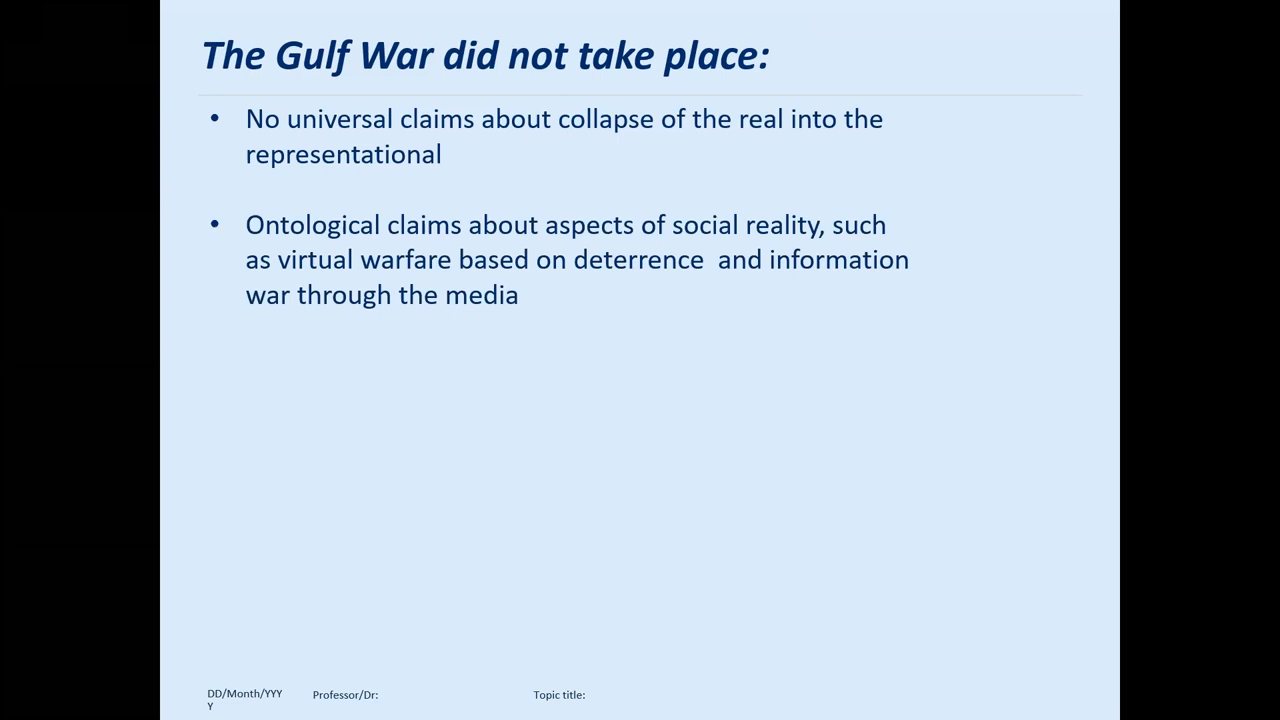 The Gulf War did not take place:
• No universal claims about collapse of the real into the
representational
• Ontological claims about aspects of social reality, such
as virtual warfare based on deterrence  and information
war through the media
DD/Month/YYY
Y
Professor/Dr:
Topic title: